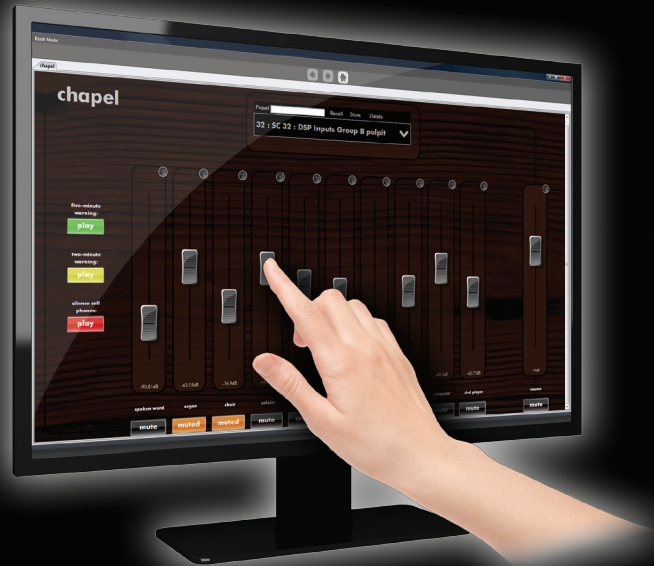 Kiosk Mode
chapel
chapel
Preset
Recall
Store
Delete
32 : SC 32 : DSP Inputs Group B pulpit
five-minute
warning:
play
two-minute
warning:
play
silence cell
phones:
play
spoken word
organ
choir
soloist
computer
dvd player
master
mute
muted
muted
mute
mute
mute